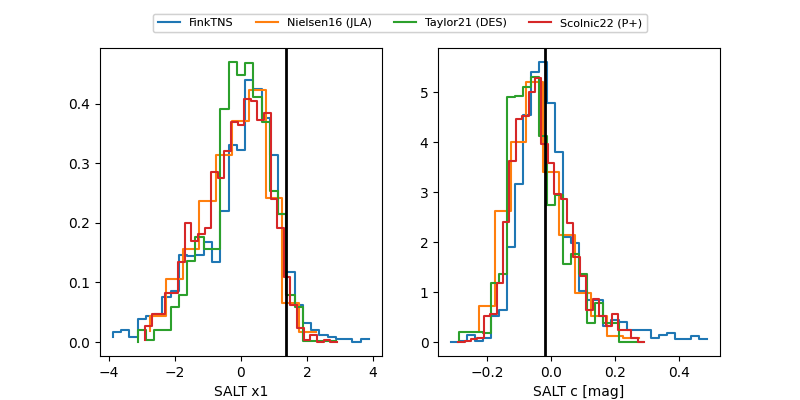 FinkTNS Nielsen16 (JLA) Taylor21 (DES) Scolnic22 (P+)
0.4
0.3
0.2
0.1
0.0
−4 −2 0 2 4
SALT x1
5
4
3
2
1
0
−0.2 0.0 0.2 0.4
SALT c [mag]